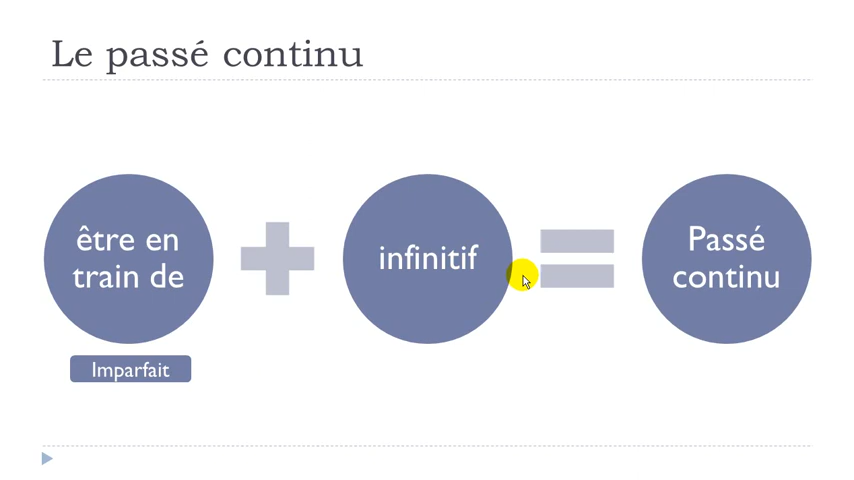 Le passé continu
être en
train de
infinitif
Passé
continu
Imparfait